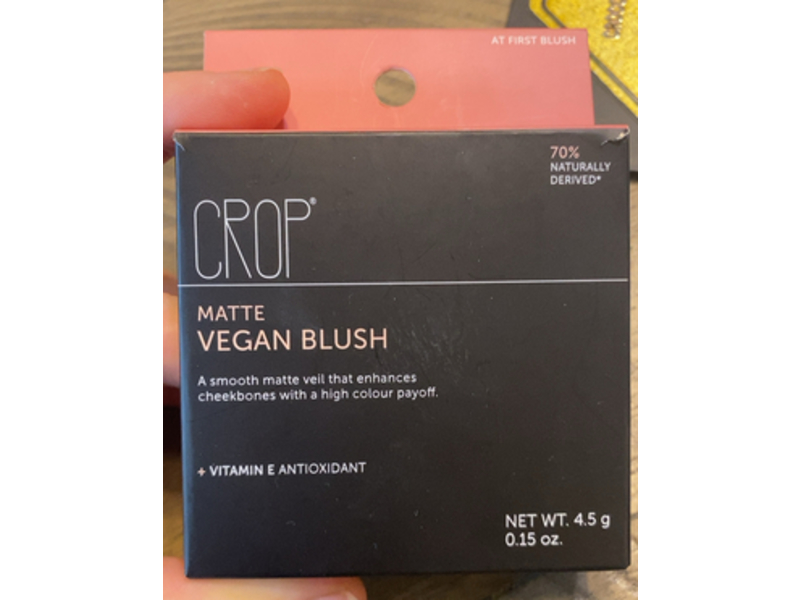 AT FIRST BLUSH
70%
NATURALLY
DERIVED*
CROP®
MATTE
VEGAN BLUSH
A smooth matte veil that enhances
cheekbones with a high colour payoff.
+ VITAMIN E ANTIOXIDANT
NET WT. 4.5 g
0.15 oz.